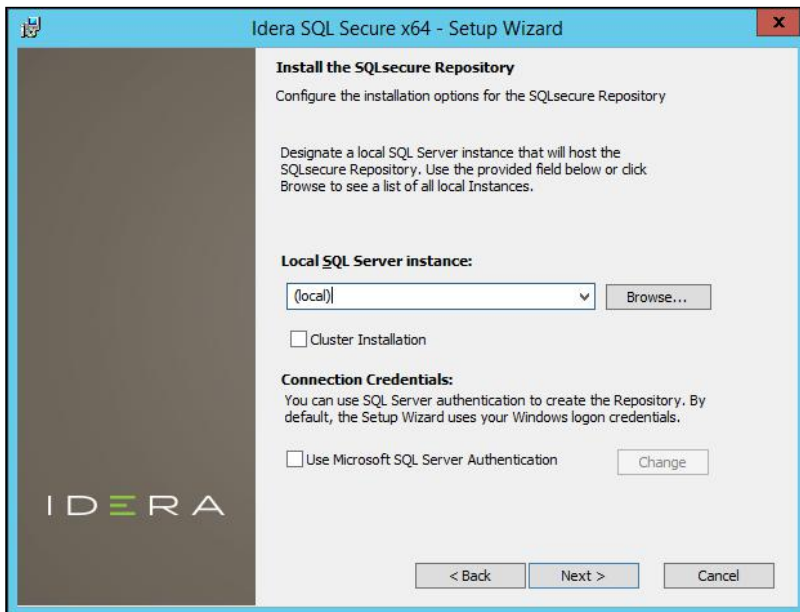 Idera SQL Secure x64 - Setup Wizard
x
Install the SQLsecure Repository
Configure the installation options for the SQLsecure Repository
Designate a local SQL Server instance that will host the
SQLsecure Repository. Use the provided field below or click
Browse to see a list of all local Instances.
Local SQL Server instance:
(local)
Browse...
Cluster Installation
Connection Credentials:
You can use SQL Server authentication to create the Repository. By
default, the Setup Wizard uses your Windows logon credentials.
Use Microsoft SQL Server Authentication
Change
IDERA
< Back
Next >
Cancel